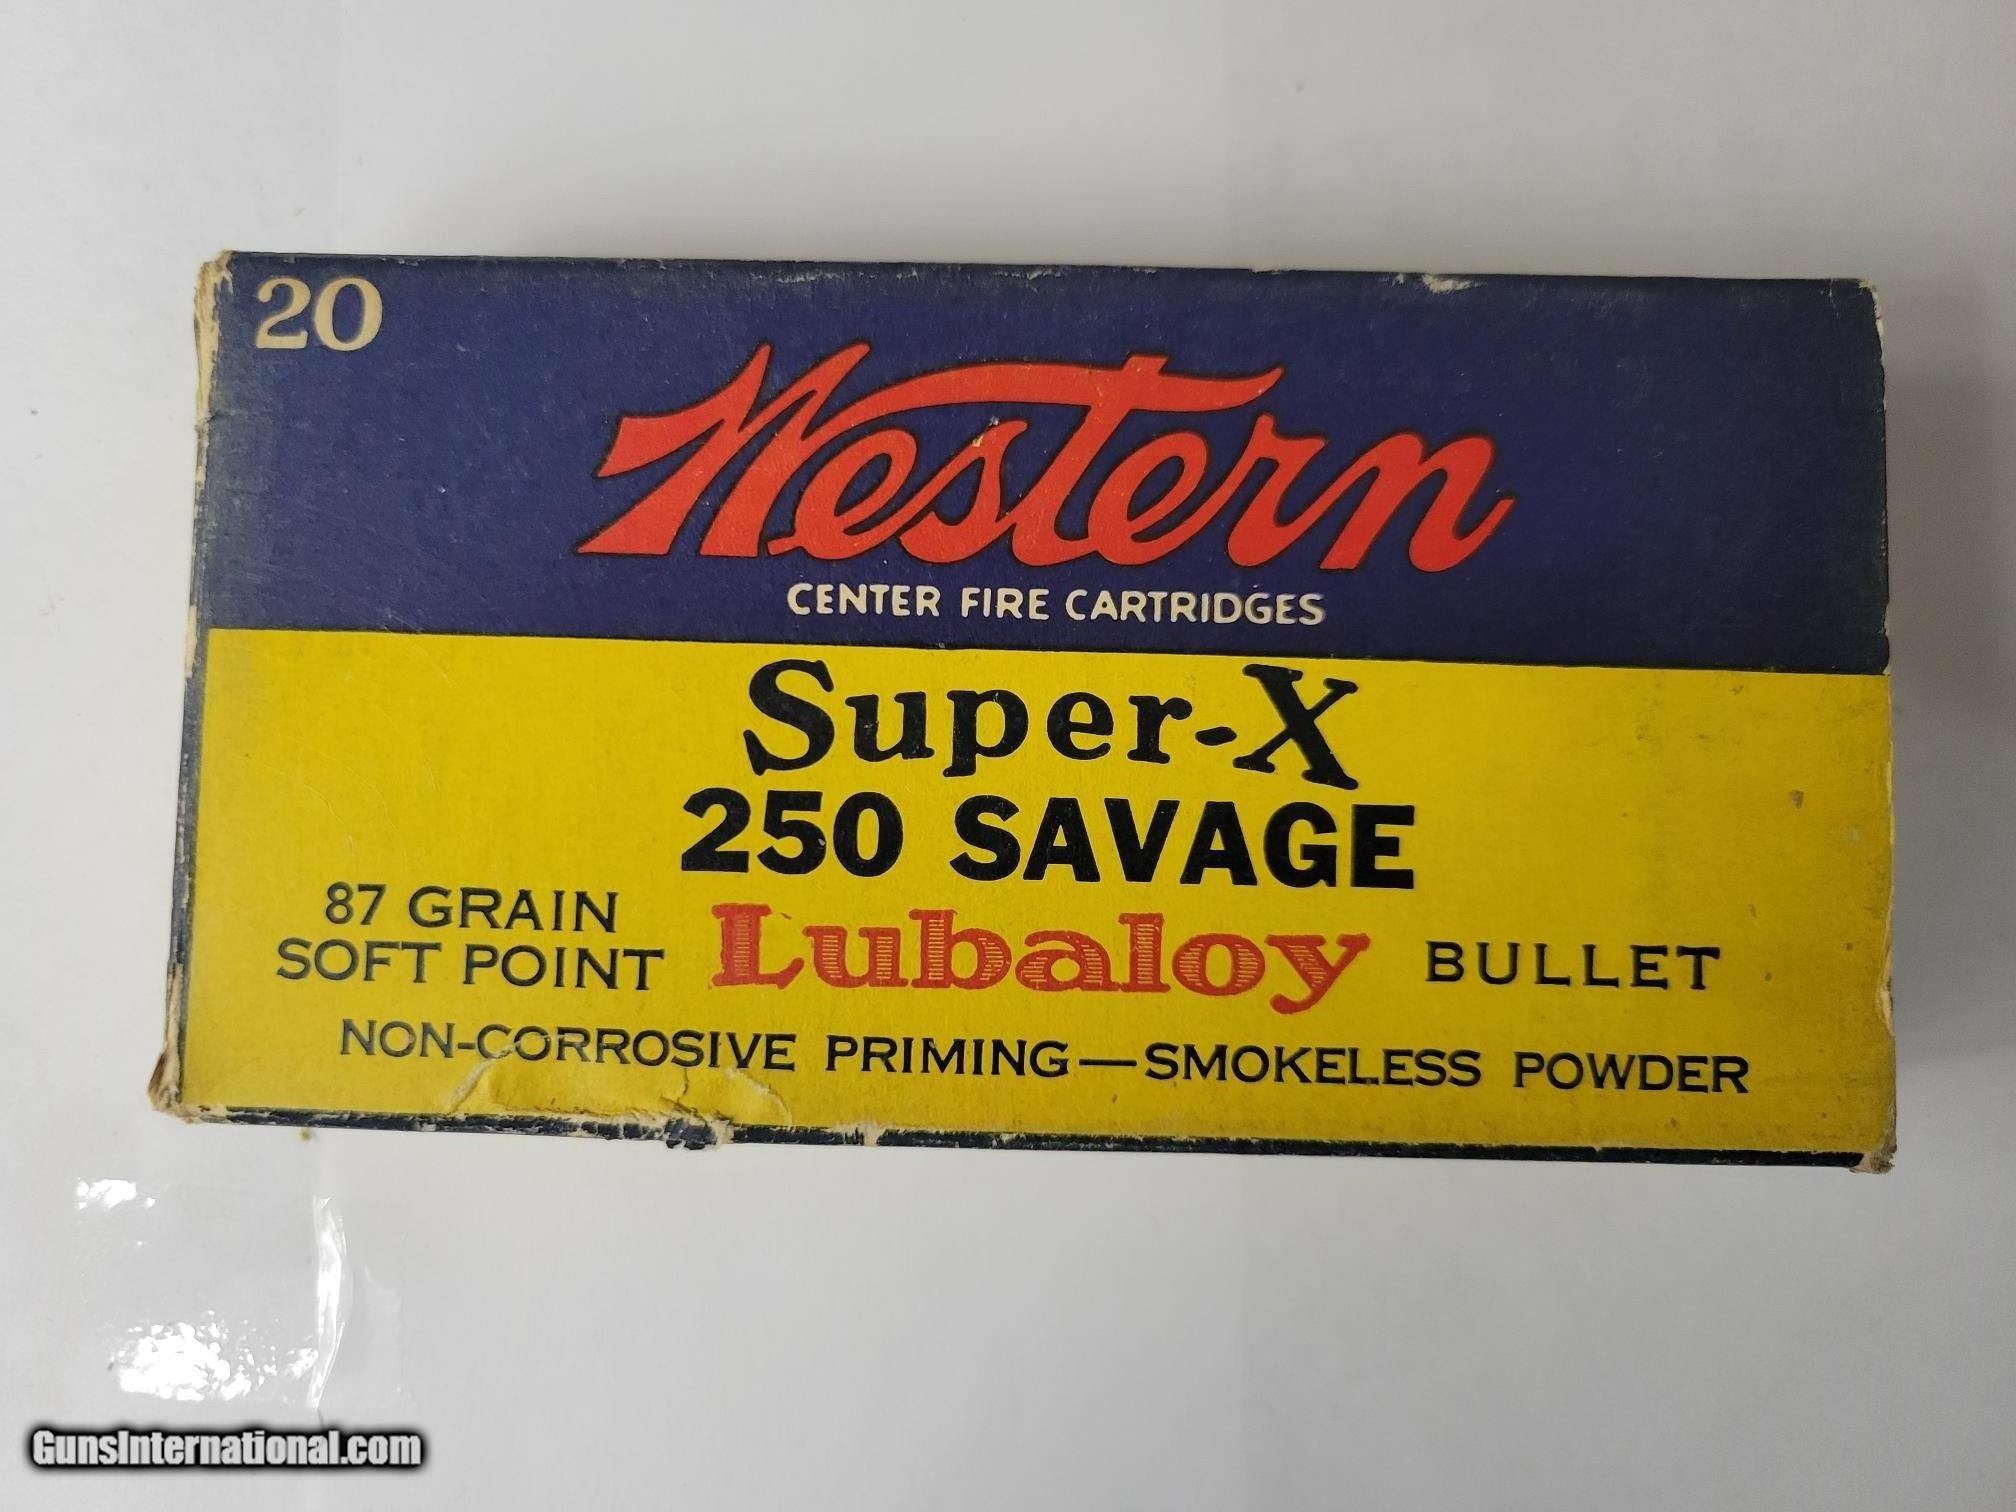 20
Western
CENTER FIRE CARTRIDGES
Super-X
250 SAVAGE
87 GRAIN
SOFT POINT Lubaloy BULLET
NON-CORROSIVE PRIMING—SMOKELESS POWDER
GunsInternational.com